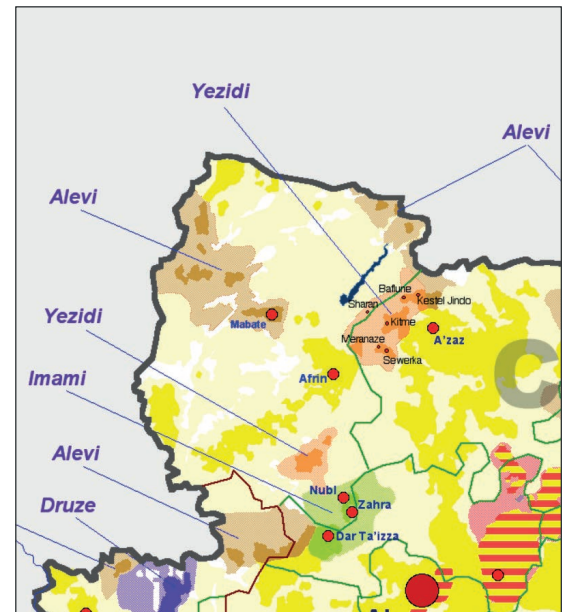 Yezidi
Alevi
Alevi
Baflune
Sharan
Kestel Jindo
Mabate
Kitme
Yezidi
A'zaz
Meranaze
Sewerka
Imami
Afrin
C
Alevi
Nubl
Zahra
Druze
Dar Ta'izza